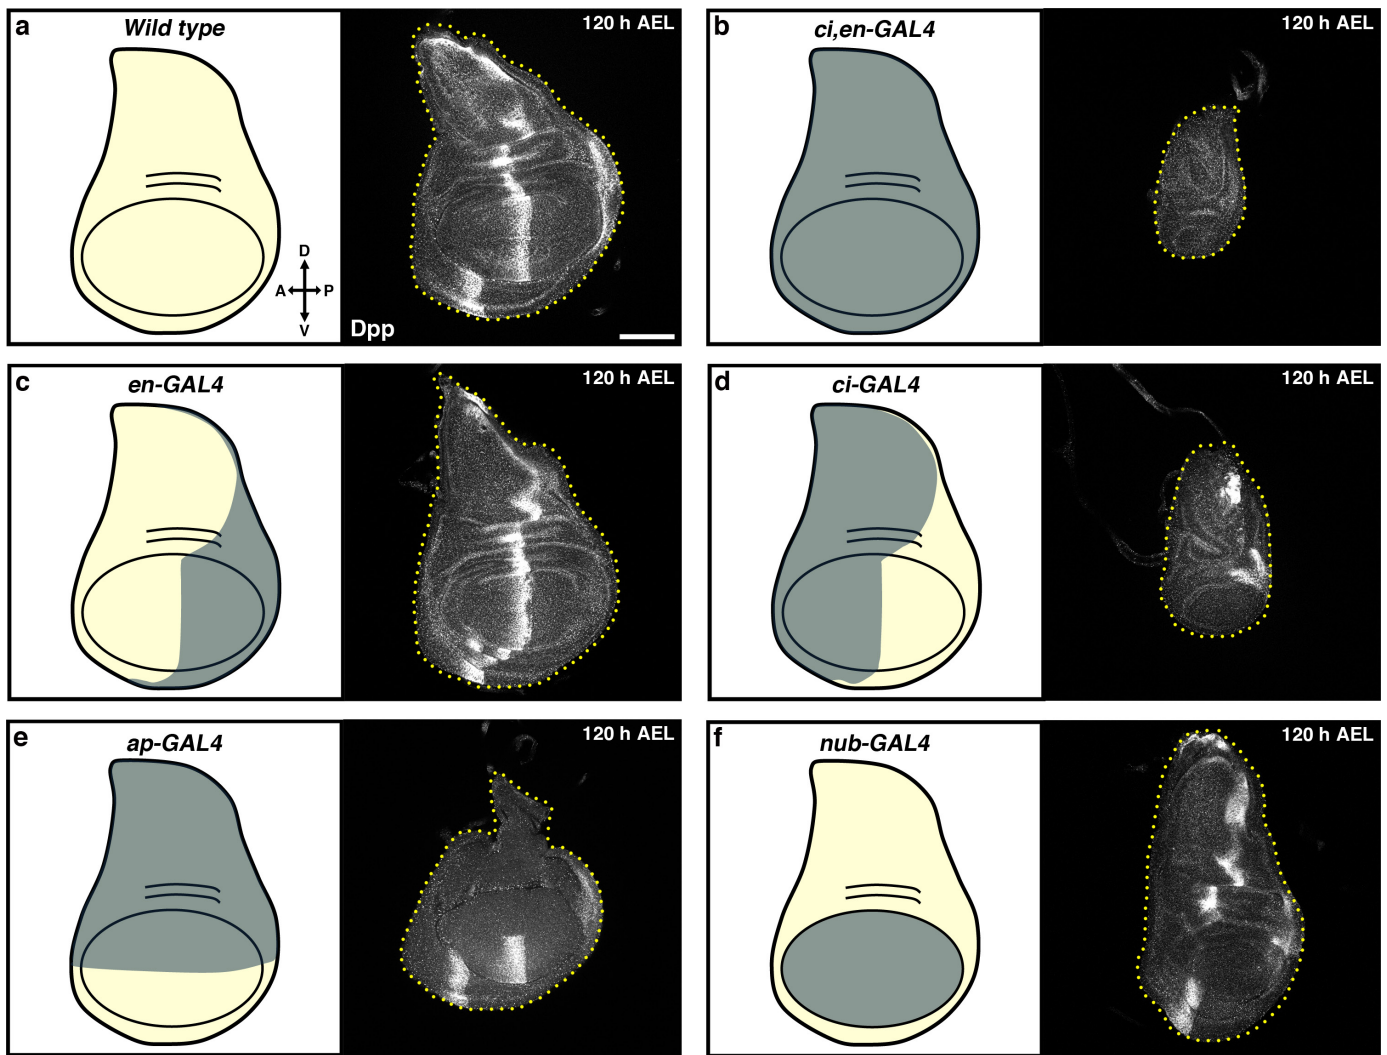 a
Wild type
120 h AEL
D
A
P
V
Dpp
b
ci,en-GAL4
120 h AEL
c
en-GAL4
120 h AEL
d
ci-GAL4
120 h AEL
e
ap-GAL4
120 h AEL
f
nub-GAL4
120 h AEL